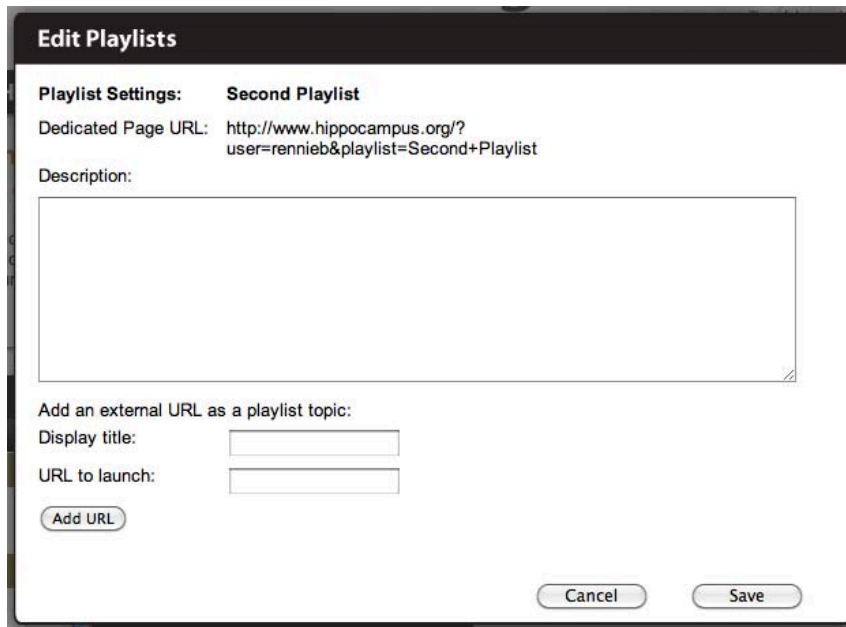 Edit Playlists
Playlist Settings: Second Playlist
Dedicated Page URL: http://www.hippocampus.org/?
user=rennieb&playlist=Second+Playlist
Description:
Add an external URL as a playlist topic:
Display title:
URL to launch:
Add URL
Cancel Save